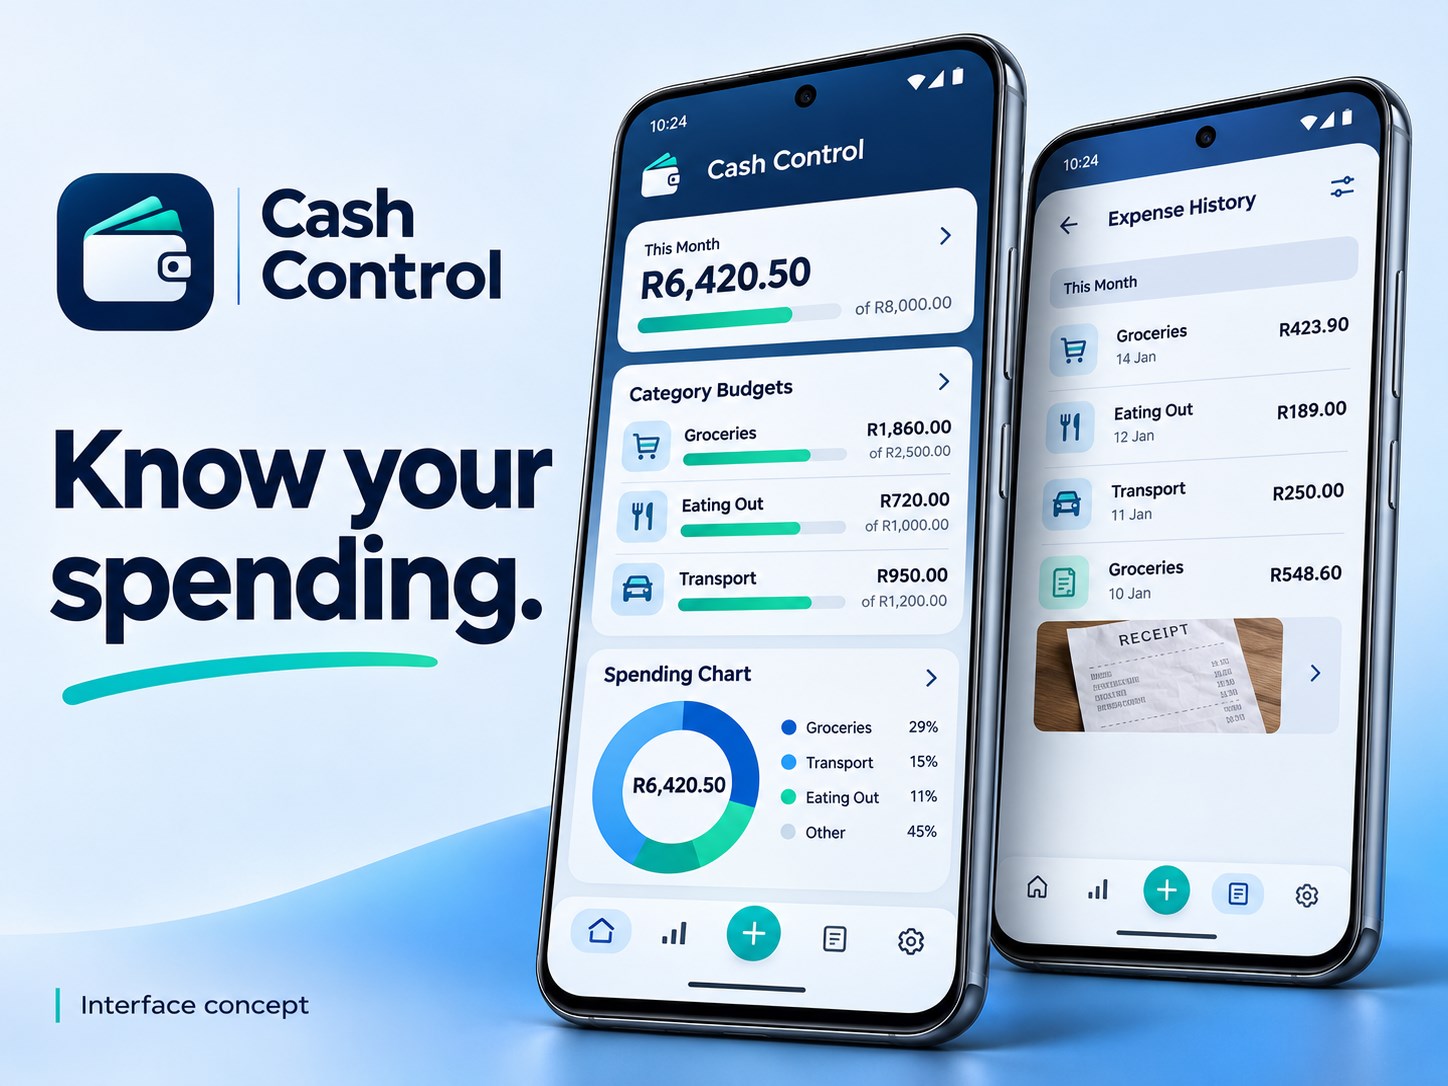 Cash
Control
Know your
spending.
Interface concept
10:24
Cash Control
This Month
R6,420.50
of R8,000.00
Category Budgets
Groceries
R1,860.00
of R2,500.00
Eating Out
R720.00
of R1,000.00
Transport
R950.00
of R1,200.00
Spending Chart
R6,420.50
Groceries 29%
Transport 15%
Eating Out 11%
Other 45%
10:24
Expense History
This Month
Groceries R423.90
14 Jan
Eating Out R189.00
12 Jan
Transport R250.00
11 Jan
Groceries R548.60
10 Jan
RECEIPT